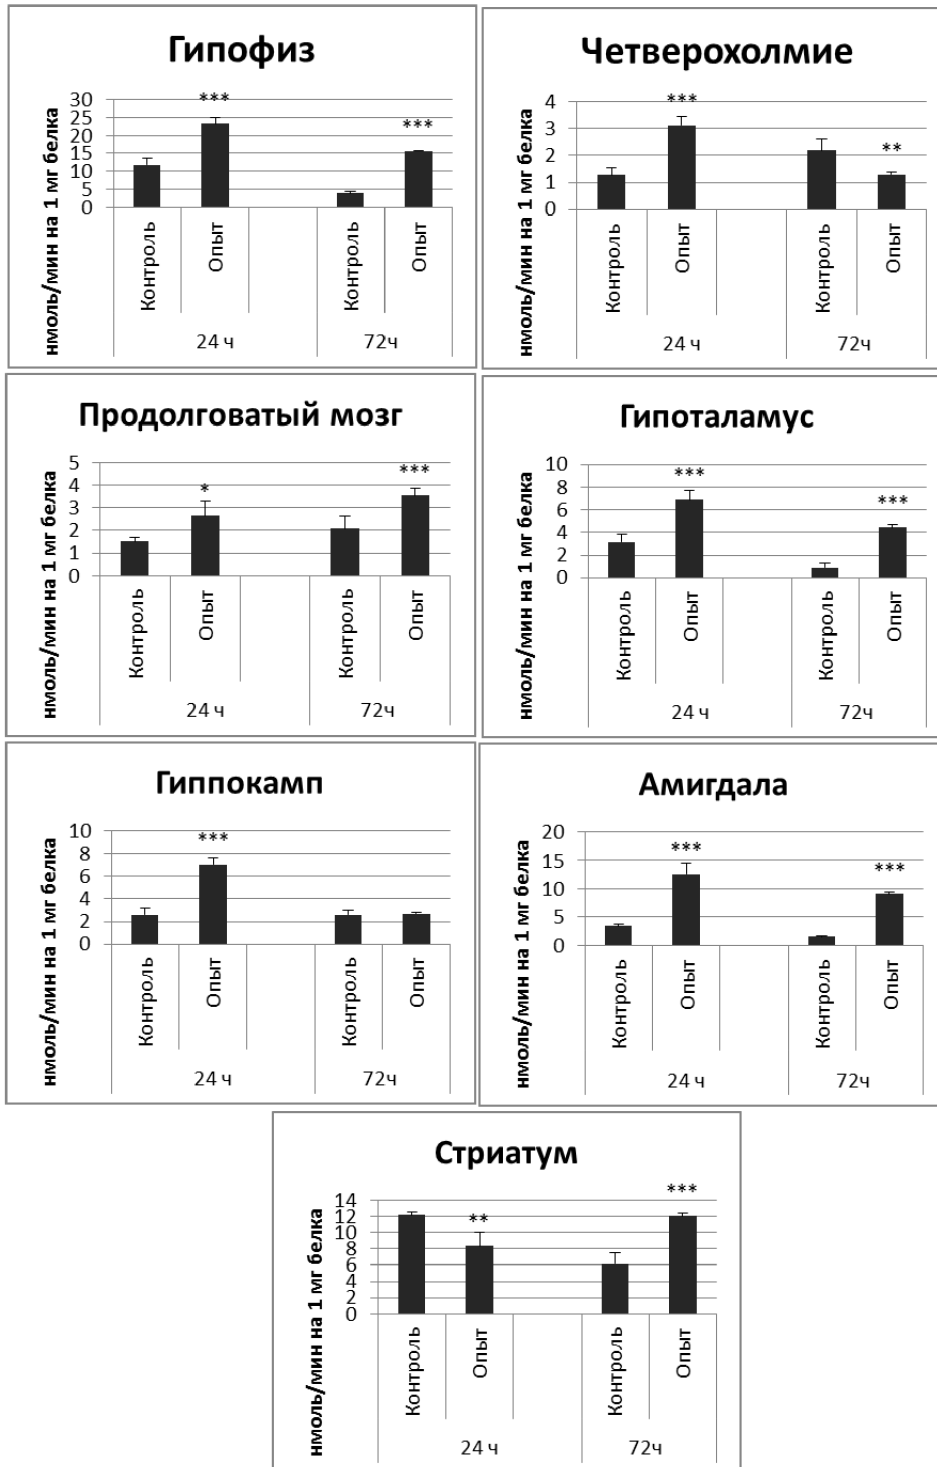 Гипофиз
нмоль/мин на 1 мг белка
30
25
20
15
10
5
0
***
***
Контроль
Опыт
Контроль
Опыт
24 ч
72ч
Четверохолмие
нмоль/мин на 1 мг белка
4
3
2
1
0
***
**
Контроль
Опыт
Контроль
Опыт
24 ч
72ч
Продолговатый мозг
нмоль/мин на 1 мг белка
5
4
3
2
1
0
*
***
Контроль
Опыт
Контроль
Опыт
24 ч
72ч
Гипоталамус
нмоль/мин на 1 мг белка
10
8
6
4
2
0
***
***
Контроль
Опыт
Контроль
Опыт
24 ч
72ч
Гиппокамп
нмоль/мин на 1 мг белка
10
8
6
4
2
0
***
Контроль
Опыт
Контроль
Опыт
24 ч
72ч
Амигдала
нмоль/мин на 1 мг белка
20
15
10
5
0
***
***
Контроль
Опыт
Контроль
Опыт
24 ч
72ч
Стриатум
нмоль/мин на 1 мг белка
14
12
10
8
6
4
2
0
**
***
Контроль
Опыт
Контроль
Опыт
24 ч
72ч